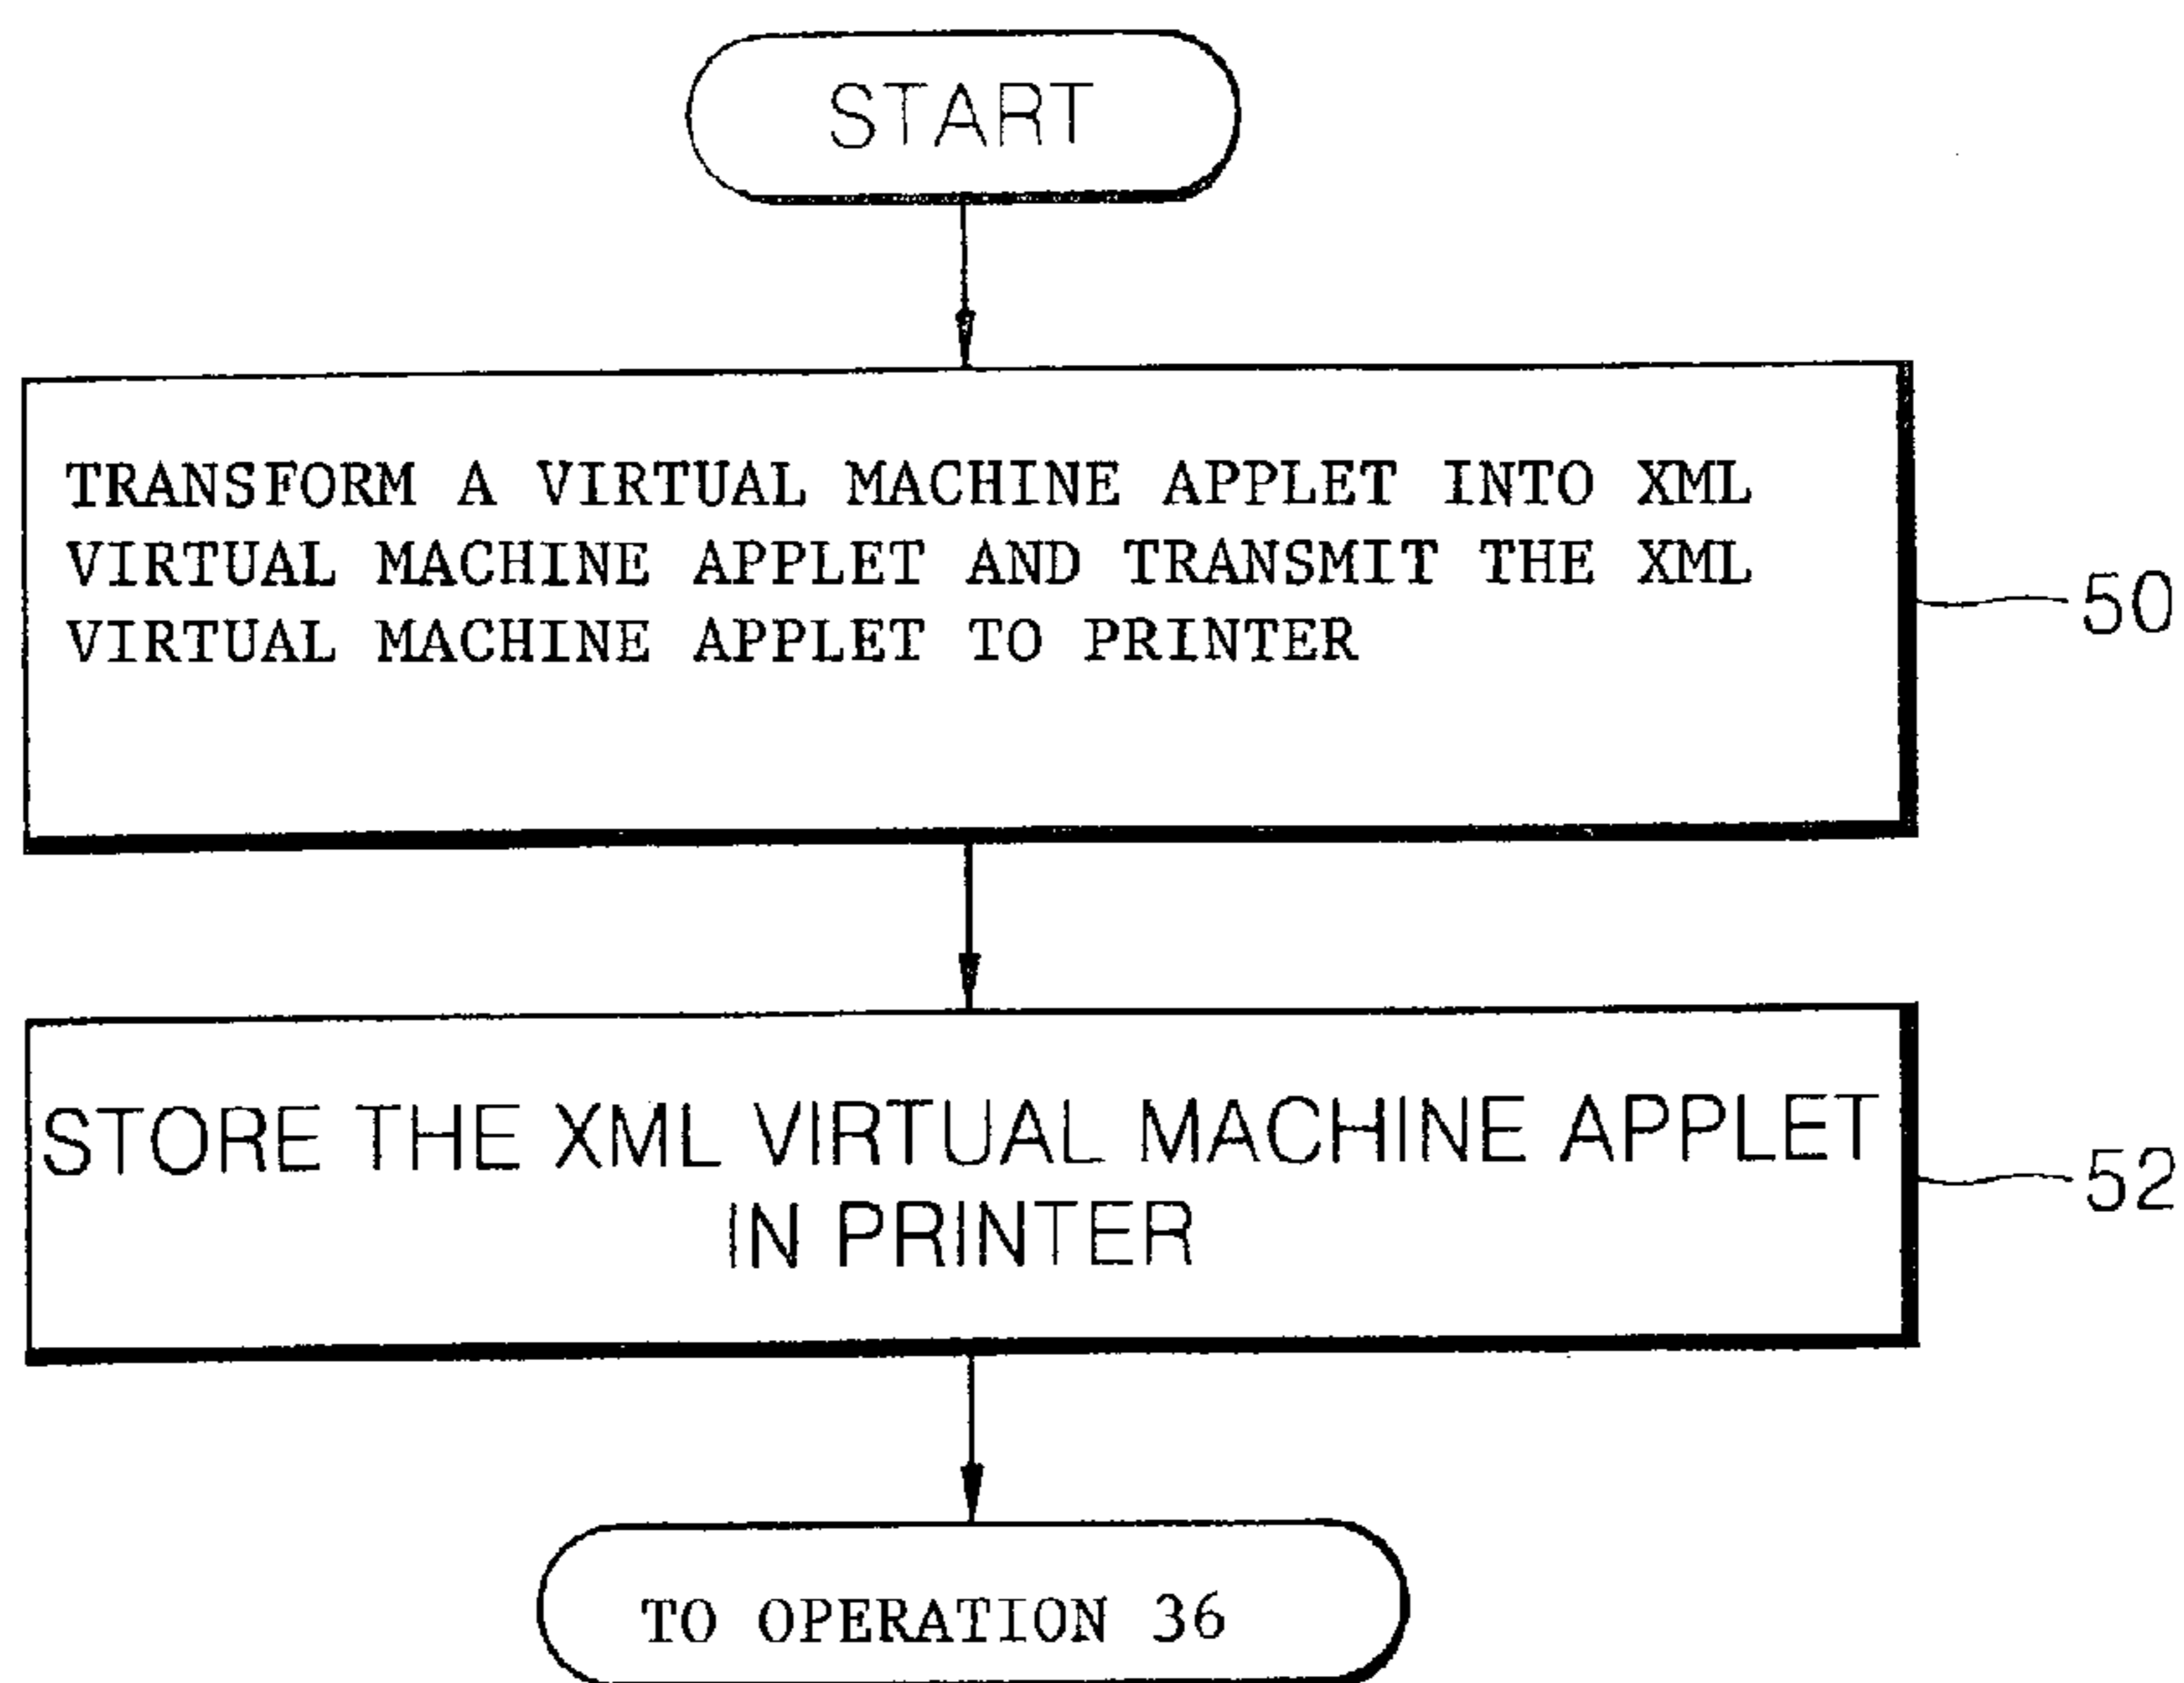 START
TRANSFORM A VIRTUAL MACHINE APPLET INTO XML
VIRTUAL MACHINE APPLET AND TRANSMIT THE XML
VIRTUAL MACHINE APPLET TO PRINTER
50
STORE THE XML VIRTUAL MACHINE APPLET
IN PRINTER
52
TO OPERATION 36